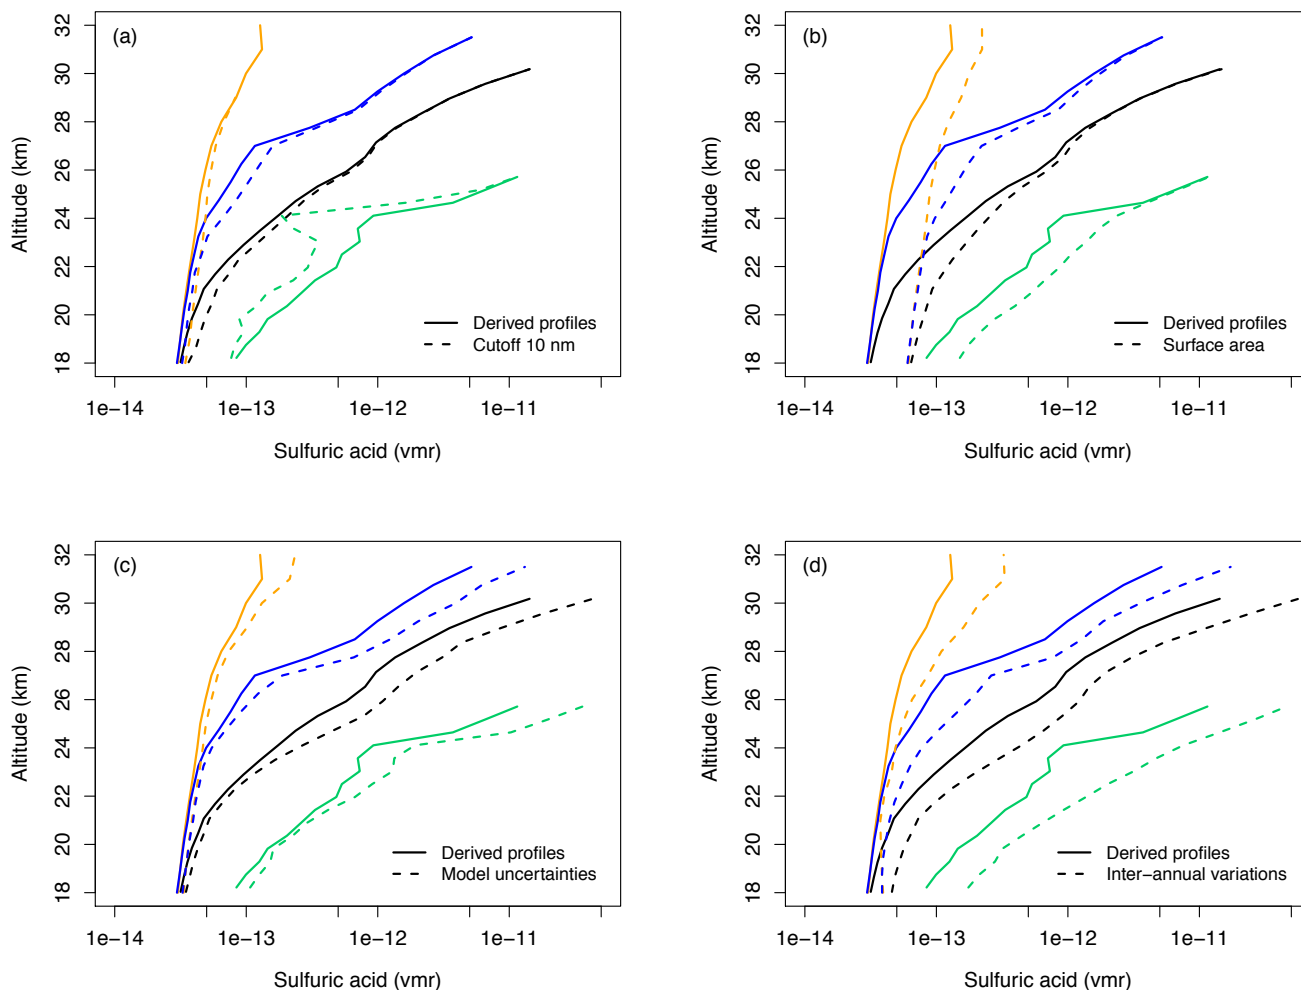 (a)
Altitude (km)
32
30
28
26
24
22
20
18
Derived profiles
Cutoff 10 nm
1e−14 1e−13 1e−12 1e−11
Sulfuric acid (vmr)
(b)
Altitude (km)
32
30
28
26
24
22
20
18
Derived profiles
Surface area
1e−14 1e−13 1e−12 1e−11
Sulfuric acid (vmr)
(c)
Altitude (km)
32
30
28
26
24
22
20
18
Derived profiles
Model uncertainties
1e−14 1e−13 1e−12 1e−11
Sulfuric acid (vmr)
(d)
Altitude (km)
32
30
28
26
24
22
20
18
Derived profiles
Inter−annual variations
1e−14 1e−13 1e−12 1e−11
Sulfuric acid (vmr)